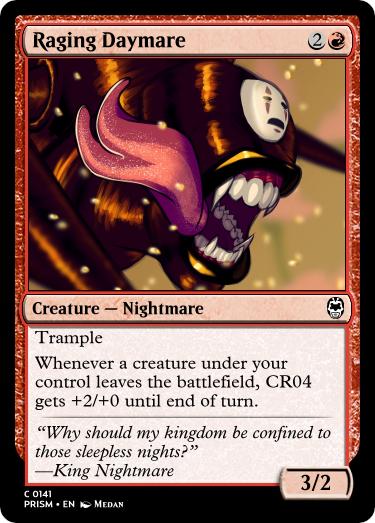 Raging Daymare 2
Creature — Nightmare
Trample
Whenever a creature under your
control leaves the battlefield, CR04
gets +2/+0 until end of turn.
“Why should my kingdom be confined to
those sleepless nights?”
—King Nightmare
3/2
C 0141
PRISM • EN Medan